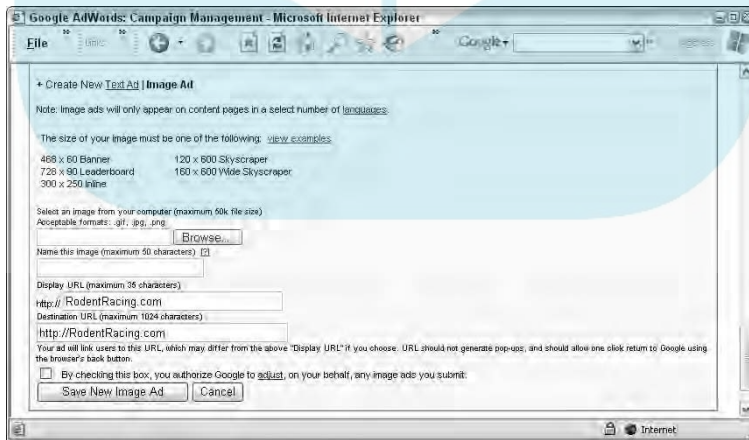 Google AdWords: Campaign Management - Microsoft Internet Explorer
File Links Google
+ Create New Text Ad | Image Ad
Note: Image ads will only appear on content pages in a select number of languages.
The size of your image must be one of the following: view examples
468 x 60 Banner 120 x 600 Skyscraper
728 x 90 Leaderboard 160 x 600 Wide Skyscraper
300 x 250 Inline
Select an image from your computer (maximum 50k file size)
Acceptable formats: .gif, .jpg, .png
Browse...
Name this image (maximum 50 characters) [?]
Display URL (maximum 35 characters)
http:// RodentRacing.com
Destination URL (maximum 1024 characters)
http://RodentRacing.com
Your ad will link users to this URL, which may differ from the above "Display URL" if you choose. URL should not generate pop-ups, and should allow one click return to Google using
the browser's back button.
By checking this box, you authorize Google to adjust, on your behalf, any image ads you submit.
Save New Image Ad Cancel
Internet